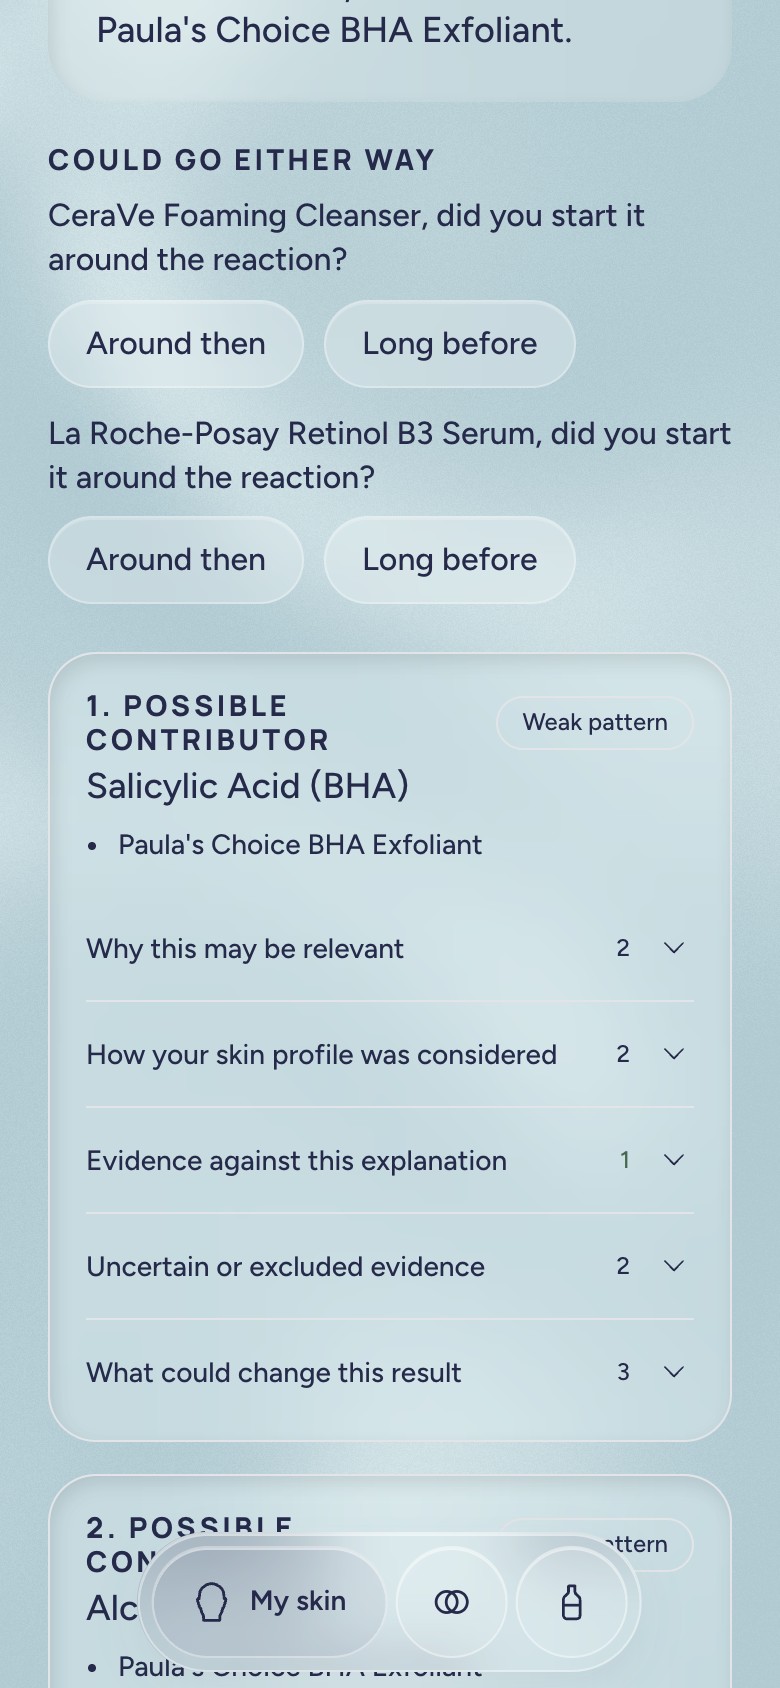 Paula's Choice BHA Exfoliant.
COULD GO EITHER WAY
CeraVe Foaming Cleanser, did you start it
around the reaction?
Around then
Long before
La Roche-Posay Retinol B3 Serum, did you start
it around the reaction?
Around then
Long before
1. POSSIBLE
CONTRIBUTOR
Weak pattern
Salicylic Acid (BHA)
• Paula's Choice BHA Exfoliant
Why this may be relevant 2
How your skin profile was considered 2
Evidence against this explanation 1
Uncertain or excluded evidence 2
What could change this result 3
2. POSSIBLE
My skin
• Paula's Choice BHA Exfoliant